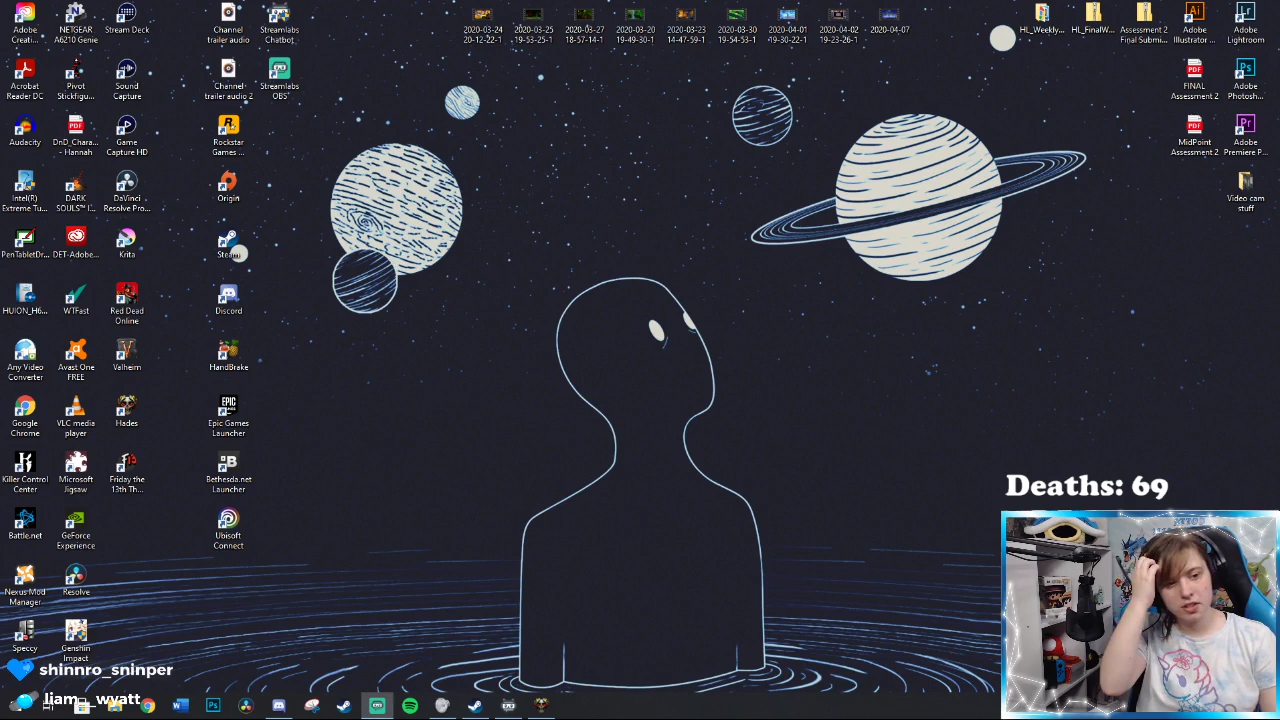 Adobe
Creati...
NETGEAR
A6210 Genie
Stream Deck
Channel
trailer audio
Streamlabs
Chatbot
2020-03-24
20-12-22-1
2020-03-25
19-53-25-1
2020-03-27
18-57-14-1
2020-03-20
19-49-30-1
2020-03-23
14-47-59-1
2020-03-30
19-54-53-1
2020-04-01
19-30-22-1
2020-04-02
19-23-26-1
2020-04-07
HL_Weekly...
HL_FinalW...
Assessment 2
Final Submi...
Adobe
Illustrator ...
Adobe
Lightroom
Acrobat
Reader DC
Pivot
Stickfigu...
Sound
Capture
Channel
trailer audio 2
Streamlabs
OBS
FINAL
Assessment 2
Adobe
Photosh...
Audacity
DnD_Chara...
- Hannah
Game
Capture HD
Rockstar
Games ...
MidPoint
Assessment 2
Adobe
Premiere P...
Intel(R)
Extreme Tu...
DARK
SOULS™ I...
DaVinci
Resolve Pro...
Origin
Video cam
stuff
PenTabletDr...
DET-Adobe...
Krita
Steam
HUION_H6...
WTFast
Red Dead
Online
Discord
Any Video
Converter
Avast One
FREE
Valheim
HandBrake
Google
Chrome
VLC media
player
Hades
Epic Games
Launcher
Killer Control
Center
Microsoft
Jigsaw
Friday the
13th Th...
Bethesda.net
Launcher
Battle.net
GeForce
Experience
Ubisoft
Connect
Nexus Mod
Manager
Resolve
Speccy
Genshin
Impact
Deaths: 69
shinnro_sninper
liam_wyatt